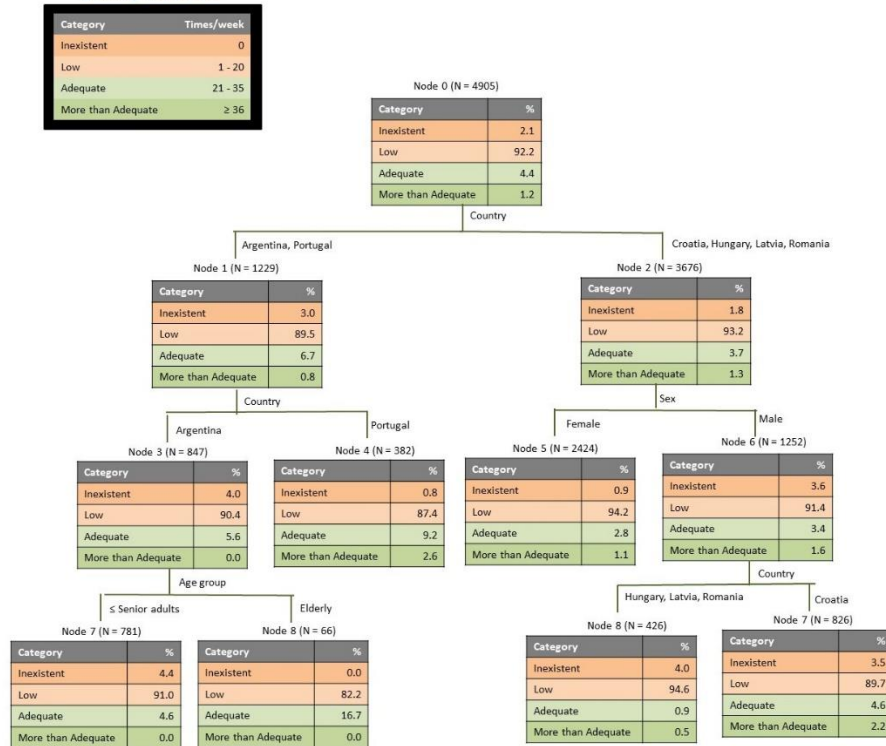 Category Times/week
Inexistent 0
Low 1 - 20
Adequate 21 - 35
More than Adequate ≥ 36
Node 0 (N = 4905)
Category %
Inexistent 2.1
Low 92.2
Adequate 4.4
More than Adequate 1.2
Country
Argentina, Portugal
Croatia, Hungary, Latvia, Romania
Node 1 (N = 1229)
Category %
Inexistent 3.0
Low 89.5
Adequate 6.7
More than Adequate 0.8
Country
Node 2 (N = 3676)
Category %
Inexistent 1.8
Low 93.2
Adequate 3.7
More than Adequate 1.3
Sex
Argentina
Node 3 (N = 847)
Category %
Inexistent 4.0
Low 90.4
Adequate 5.6
More than Adequate 0.0
Age group
Portugal
Node 4 (N = 382)
Category %
Inexistent 0.8
Low 87.4
Adequate 9.2
More than Adequate 2.6
Female
Node 5 (N = 2424)
Category %
Inexistent 0.9
Low 94.2
Adequate 2.8
More than Adequate 1.1
Male
Node 6 (N = 1252)
Category %
Inexistent 3.6
Low 91.4
Adequate 3.4
More than Adequate 1.6
Country
≤ Senior adults
Node 7 (N = 781)
Category %
Inexistent 4.4
Low 91.0
Adequate 4.6
More than Adequate 0.0
Elderly
Node 8 (N = 66)
Category %
Inexistent 0.0
Low 82.2
Adequate 16.7
More than Adequate 0.0
Hungary, Latvia, Romania
Node 8 (N = 426)
Category %
Inexistent 4.0
Low 94.6
Adequate 0.9
More than Adequate 0.5
Croatia
Node 7 (N = 826)
Category %
Inexistent 3.5
Low 89.7
Adequate 4.6
More than Adequate 2.2